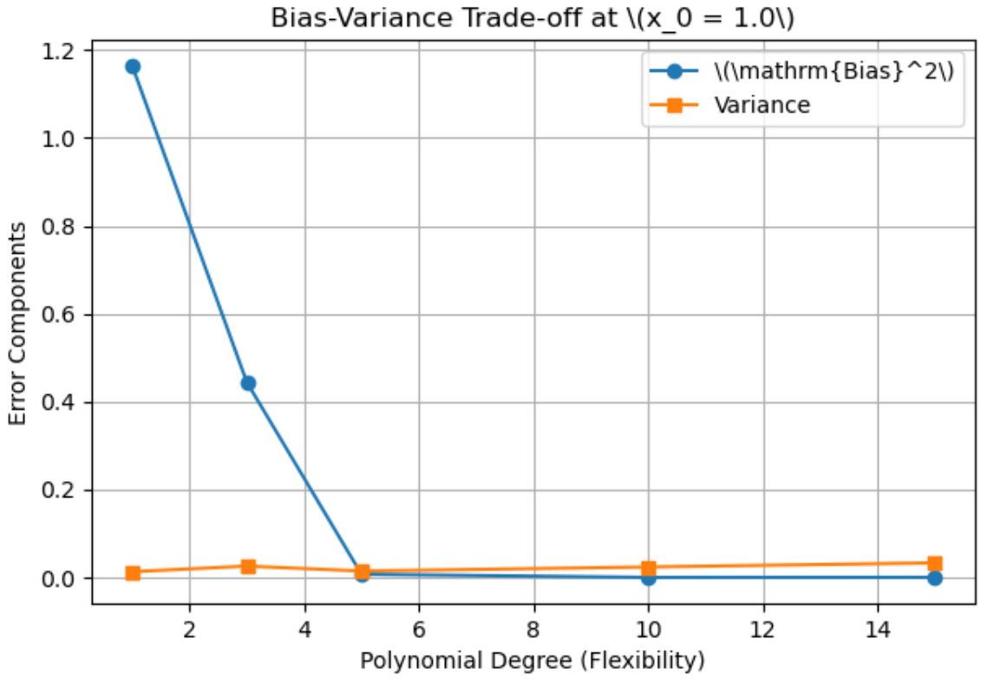 Bias-Variance Trade-off at \(x_0 = 1.0\)
\(\mathrm{Bias}^2\)
Variance
Error Components
1.2
1.0
0.8
0.6
0.4
0.2
0.0
2 4 6 8 10 12 14
Polynomial Degree (Flexibility)